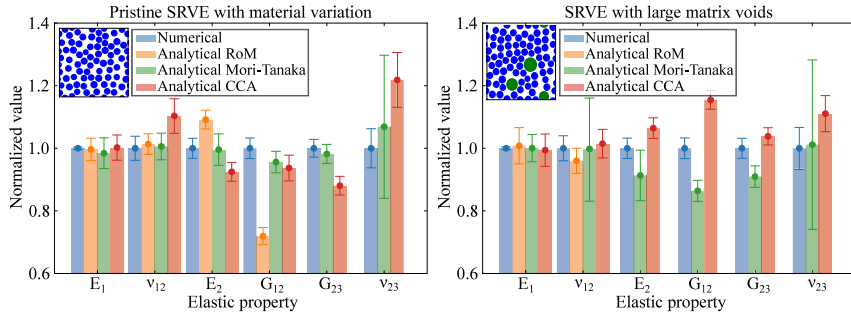 Pristine SRVE with material variation
Numerical
Analytical RoM
Analytical Mori-Tanaka
Analytical CCA
Normalized value
1.4
1.2
1.0
0.8
0.6
E1 ν12 E2 G12 G23 ν23
Elastic property
SRVE with large matrix voids
Numerical
Analytical RoM
Analytical Mori-Tanaka
Analytical CCA
Normalized value
1.4
1.2
1.0
0.8
0.6
E1 ν12 E2 G12 G23 ν23
Elastic property